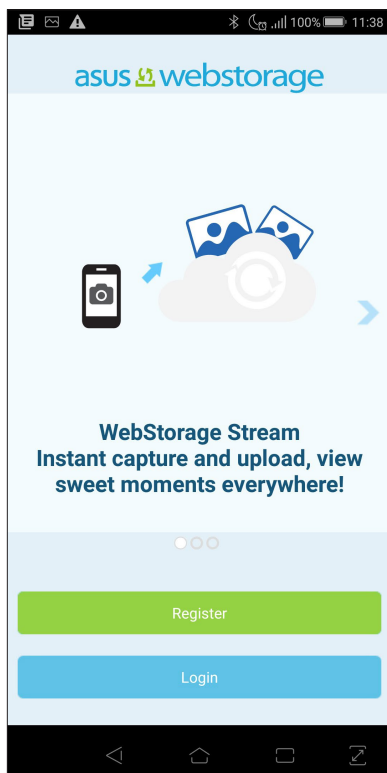 100% 11:38
asus webstorage
WebStorage Stream
Instant capture and upload, view
sweet moments everywhere!
Register
Login